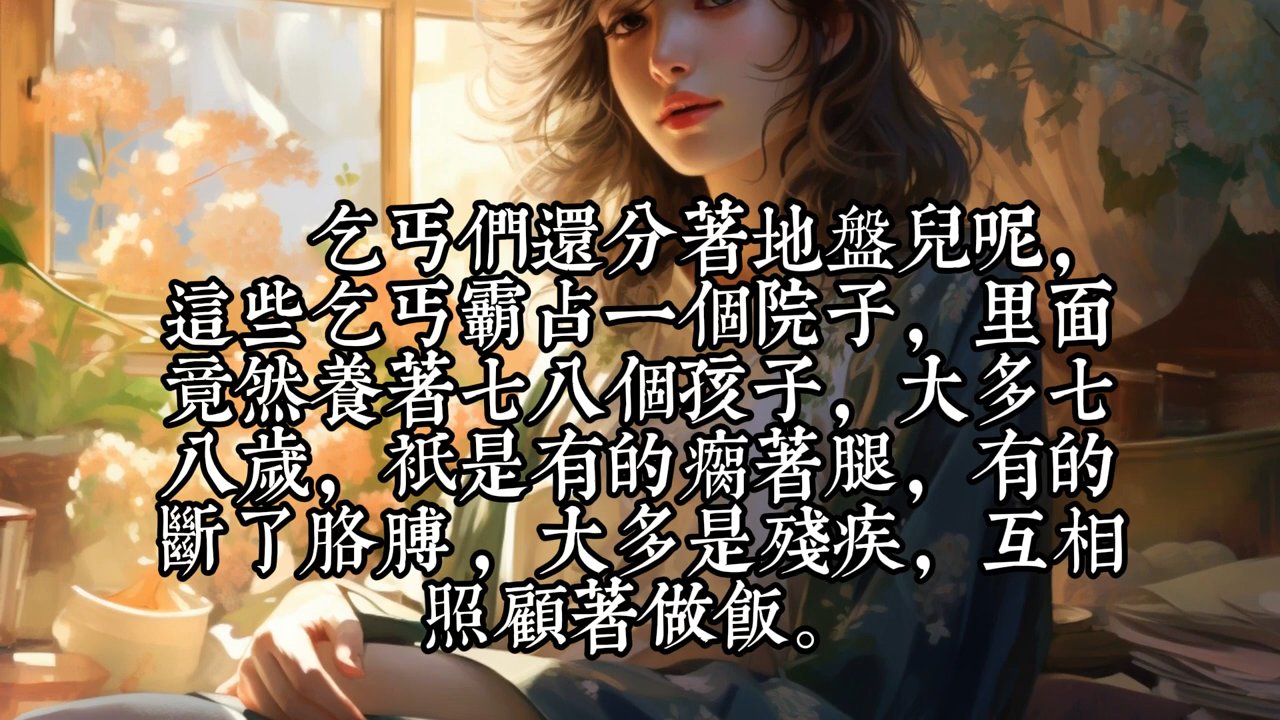 乞丐們還分著地盤兒呢，
這些乞丐霸占一個院子，里面
竟然養著七八個孩子，大多七
八歲，祇是有的瘸著腿，有的
斷了胳膊，大多是殘疾，互相
照顧著做飯。